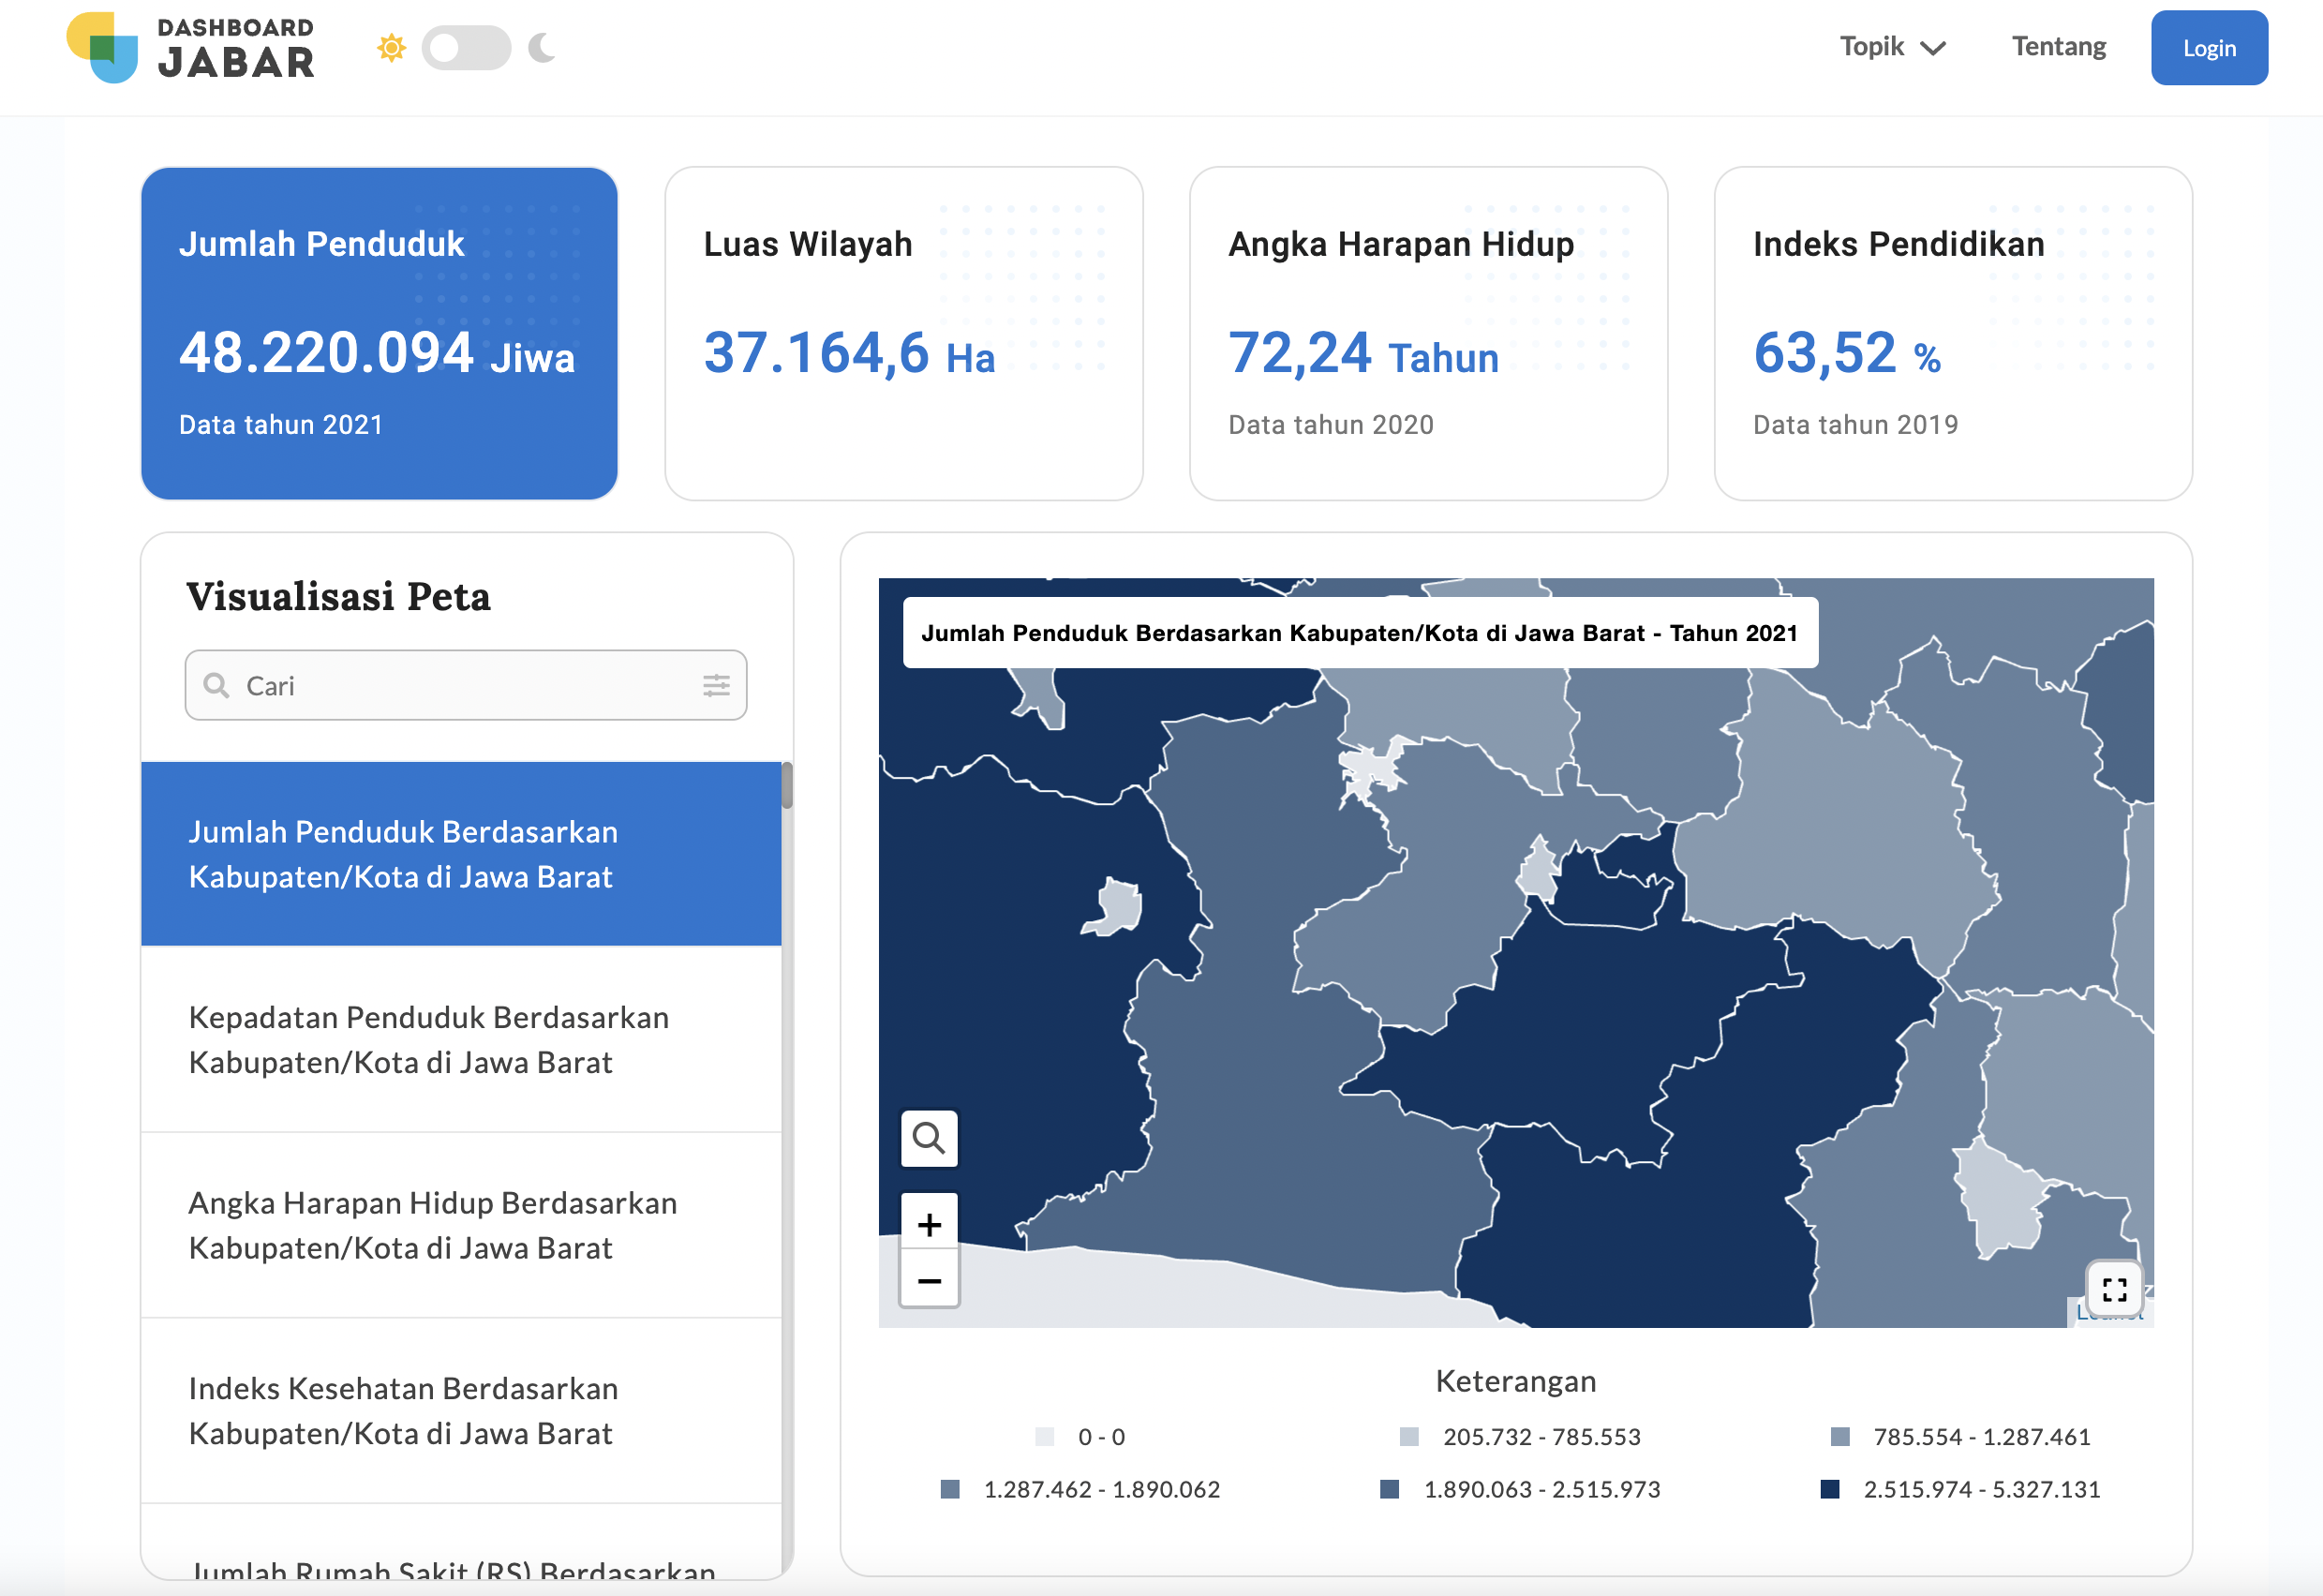 DASHBOARD
JABAR
Topik
Tentang
Login
Jumlah Penduduk
48.220.094 Jiwa
Data tahun 2021
Luas Wilayah
37.164,6 Ha
Angka Harapan Hidup
72,24 Tahun
Data tahun 2020
Indeks Pendidikan
63,52 %
Data tahun 2019
Visualisasi Peta
Cari
Jumlah Penduduk Berdasarkan
Kabupaten/Kota di Jawa Barat
Kepadatan Penduduk Berdasarkan
Kabupaten/Kota di Jawa Barat
Angka Harapan Hidup Berdasarkan
Kabupaten/Kota di Jawa Barat
Indeks Kesehatan Berdasarkan
Kabupaten/Kota di Jawa Barat
Jumlah Rumah Sakit (RS) Berdasarkan
Jumlah Penduduk Berdasarkan Kabupaten/Kota di Jawa Barat - Tahun 2021
+
−
Keterangan
0 - 0
205.732 - 785.553
785.554 - 1.287.461
1.287.462 - 1.890.062
1.890.063 - 2.515.973
2.515.974 - 5.327.131